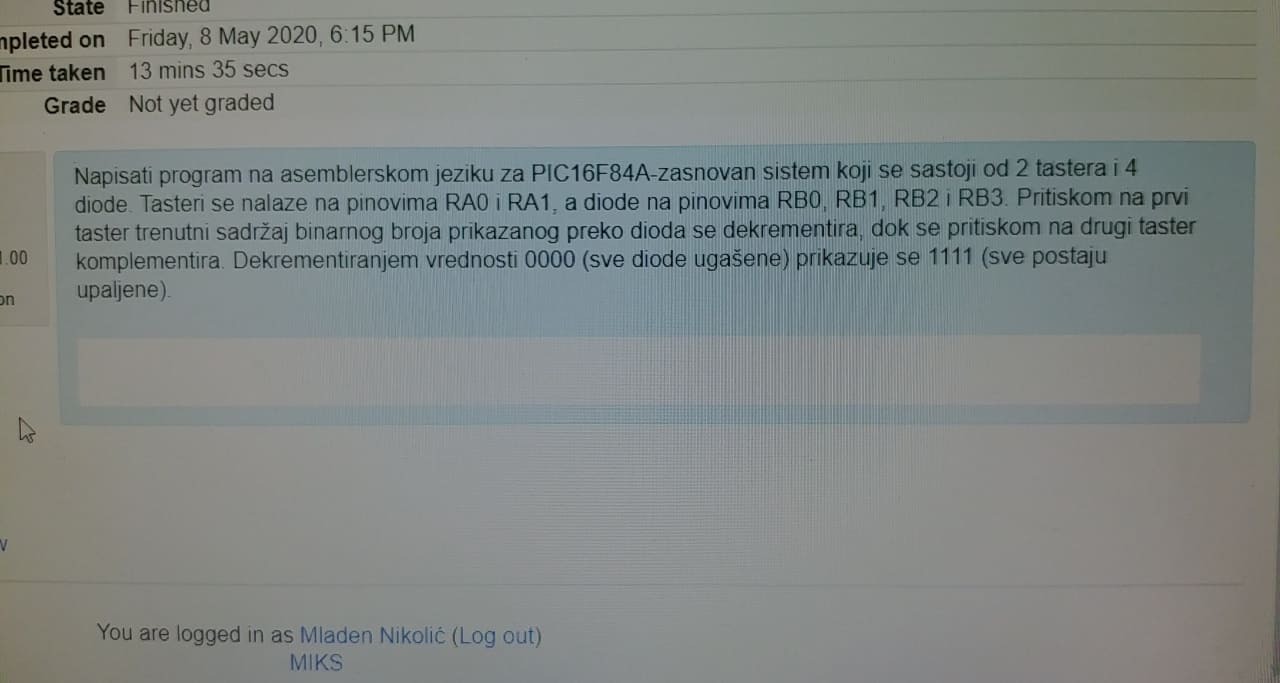 State Finished
mpleted on Friday, 8 May 2020, 6:15 PM
Time taken 13 mins 35 secs
Grade Not yet graded
Napisati program na asemblerskom jeziku za PIC16F84A-zasnovan sistem koji se sastoji od 2 tastera i 4
diode. Tasteri se nalaze na pinovima RA0 i RA1, a diode na pinovima RB0, RB1, RB2 i RB3. Pritiskom na prvi
taster trenutni sadržaj binarnog broja prikazanog preko dioda se dekrementira, dok se pritiskom na drugi taster
1.00
komplementira. Dekrementiranjem vrednosti 0000 (sve diode ugašene) prikazuje se 1111 (sve postaju
on
upaljene).
v
You are logged in as Mladen Nikolić (Log out)
MIKS